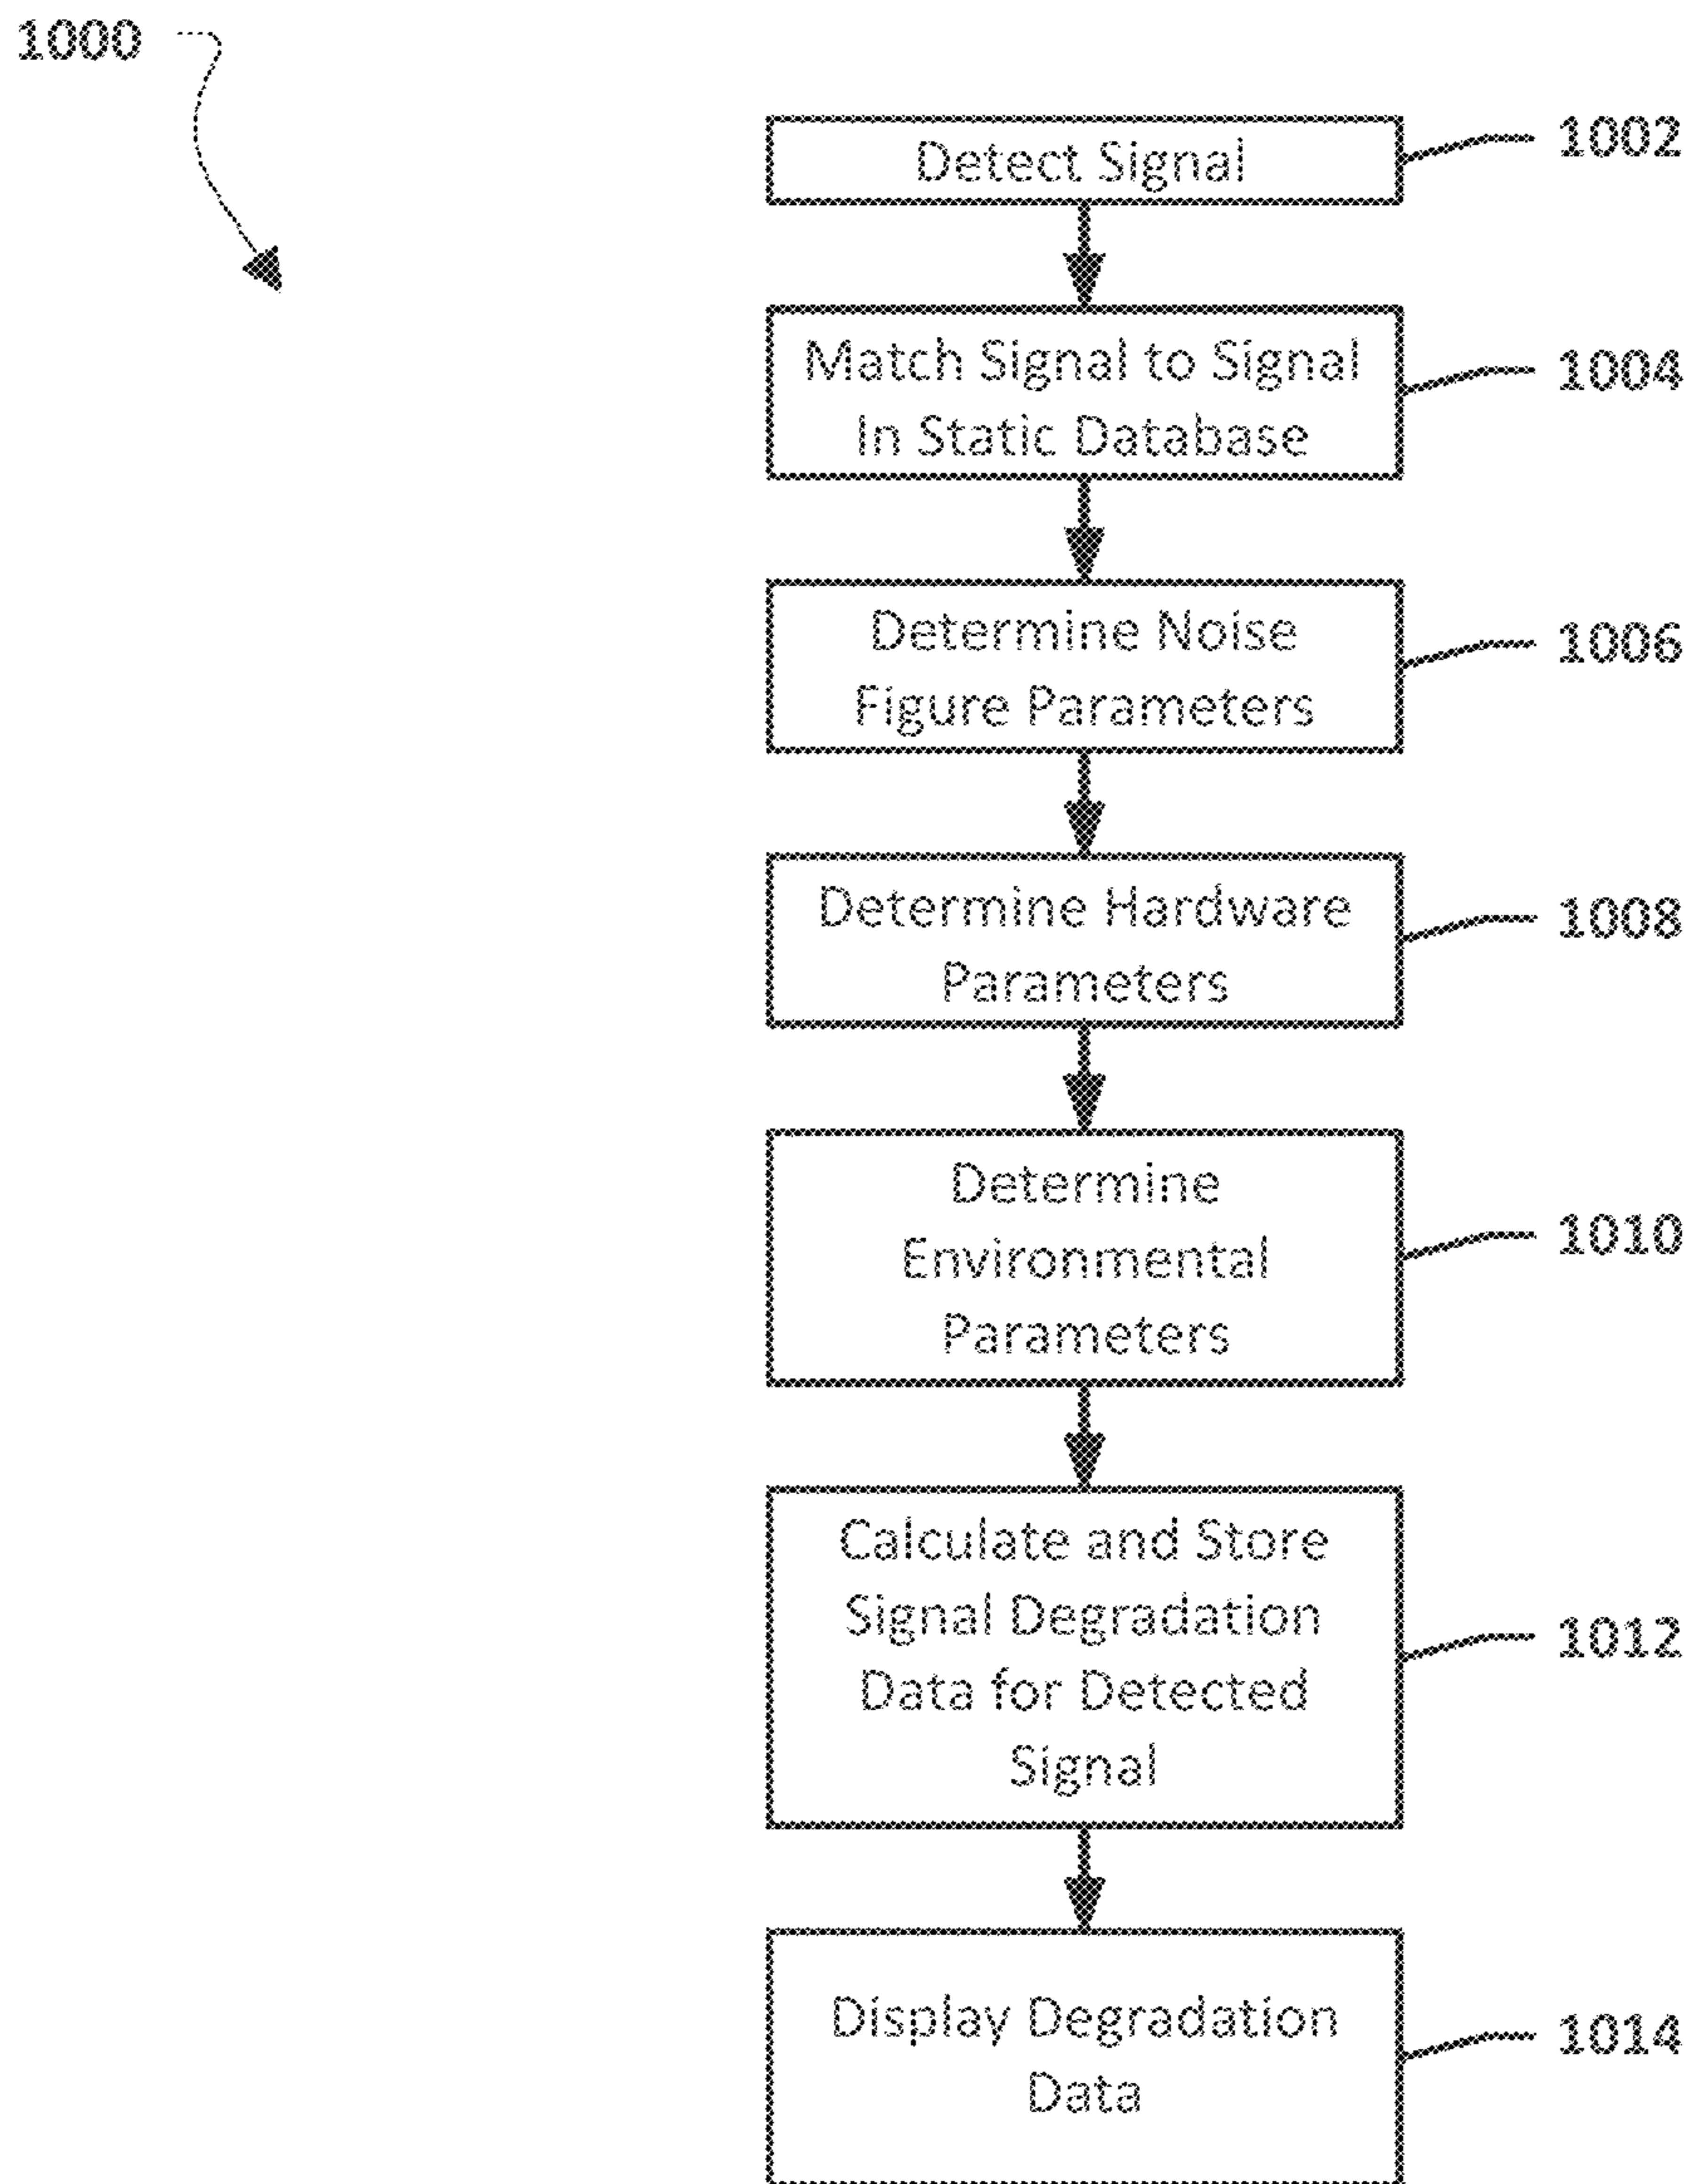 1000
Detect Signal
1002
Match Signal to Signal
In Static Database
1004
Determine Noise
Figure Parameters
1006
Determine Hardware
Parameters
1008
Determine
Environmental
Parameters
1010
Calculate and Store
Signal Degradation
Data for Detected
Signal
1012
Display Degradation
Data
1014